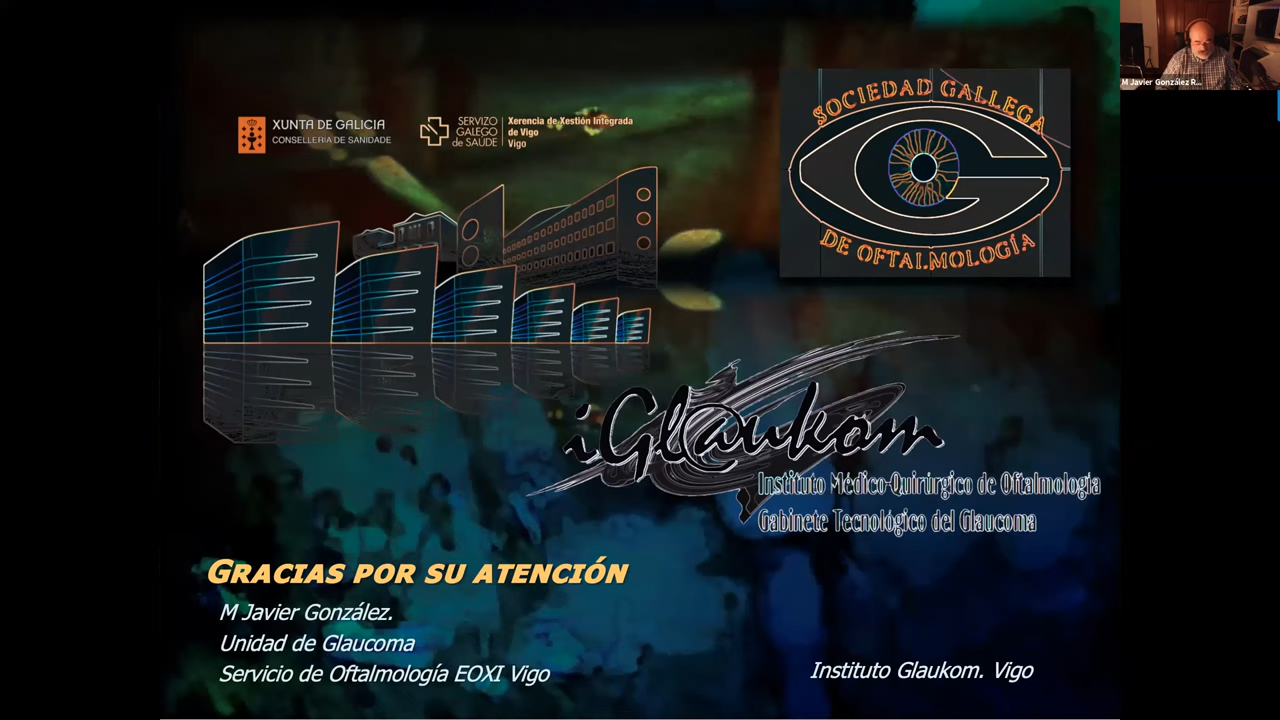 XUNTA DE GALICIA
CONSELLERÍA DE SANIDADE
SERVIZO
GALEGO
de SAÚDE
Xerencia de Xestión Integrada
de Vigo
Vigo
SOCIEDAD GALLEGA
DE OFTALMOLOGÍA
M Javier González R...
iGl@ukom
Instituto Médico-Quirúrgico de Oftalmología
Gabinete Tecnológico del Glaucoma
GRACIAS POR SU ATENCIÓN
M Javier González.
Unidad de Glaucoma
Servicio de Oftalmología EOXI Vigo
Instituto Glaukom. Vigo